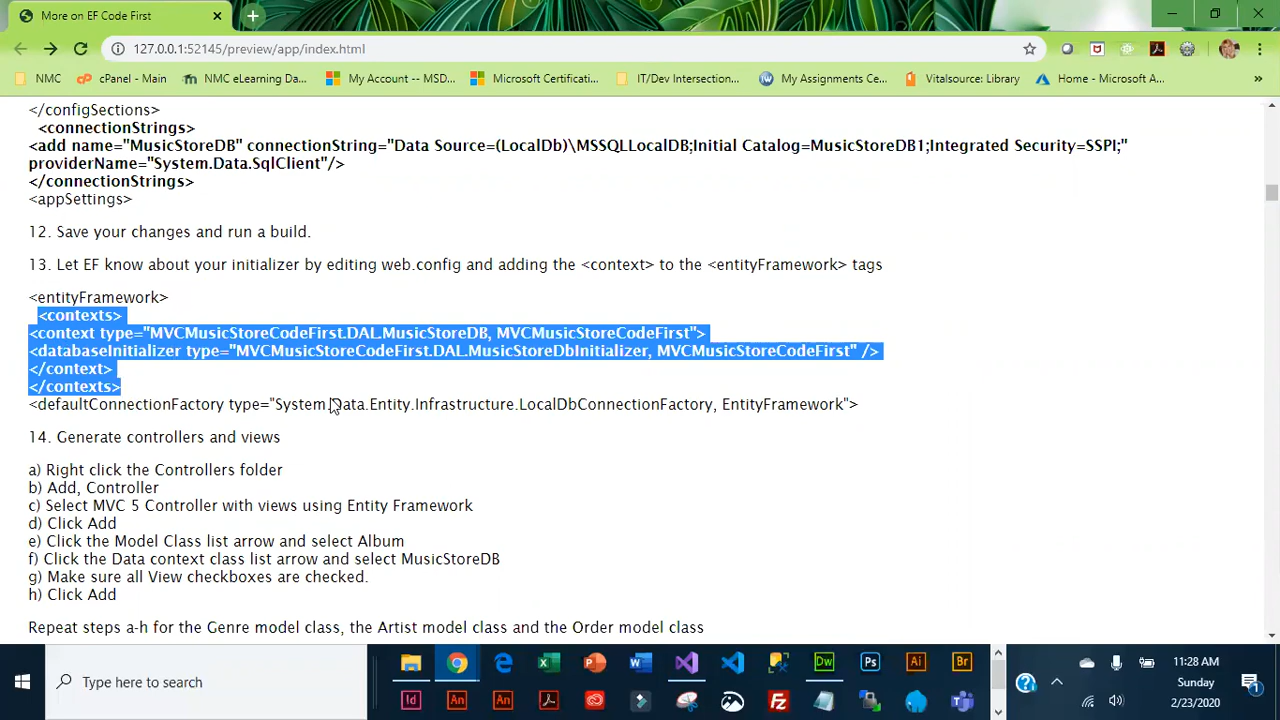 More on EF Code First
127.0.0.1:52145/preview/app/index.html
NMC
cPanel - Main
NMC eLearning Da...
My Account -- MSD...
Microsoft Certificati...
IT/Dev Intersection...
My Assignments Ce...
Vitalsource: Library
Home - Microsoft A...
</configSections>
<connectionStrings>
<add name="MusicStoreDB" connectionString="Data Source=(LocalDb)\MSSQLLocalDB;Initial Catalog=MusicStoreDB1;Integrated Security=SSPI;"
providerName="System.Data.SqlClient"/>
</connectionStrings>
<appSettings>
12. Save your changes and run a build.
13. Let EF know about your initializer by editing web.config and adding the <context> to the <entityFramework> tags
<entityFramework>
<contexts>
<context type="MVCMusicStoreCodeFirst.DAL.MusicStoreDB, MVCMusicStoreCodeFirst">
<databaseInitializer type="MVCMusicStoreCodeFirst.DAL.MusicStoreDbInitializer, MVCMusicStoreCodeFirst" />
</context>
</contexts>
<defaultConnectionFactory type="System.Data.Entity.Infrastructure.LocalDbConnectionFactory, EntityFramework">
14. Generate controllers and views
a) Right click the Controllers folder
b) Add, Controller
c) Select MVC 5 Controller with views using Entity Framework
d) Click Add
e) Click the Model Class list arrow and select Album
f) Click the Data context class list arrow and select MusicStoreDB
g) Make sure all View checkboxes are checked.
h) Click Add
Repeat steps a-h for the Genre model class, the Artist model class and the Order model class
Type here to search
11:28 AM
Sunday
2/23/2020